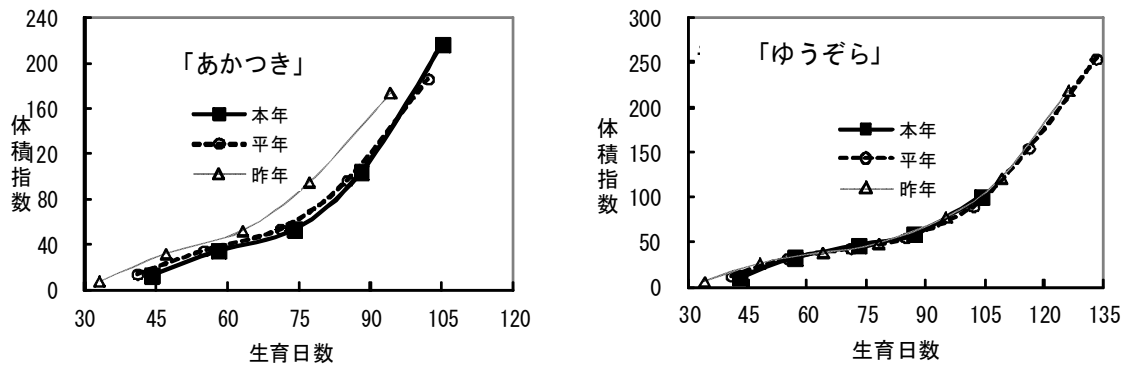 「あかつき」
本年
平年
昨年
体積指数
240
200
160
120
80
40
0
30 45 60 75 90 105 120
生育日数
「ゆうぞら」
本年
平年
昨年
体積指数
300
250
200
150
100
50
0
30 45 60 75 90 105 120 135
生育日数